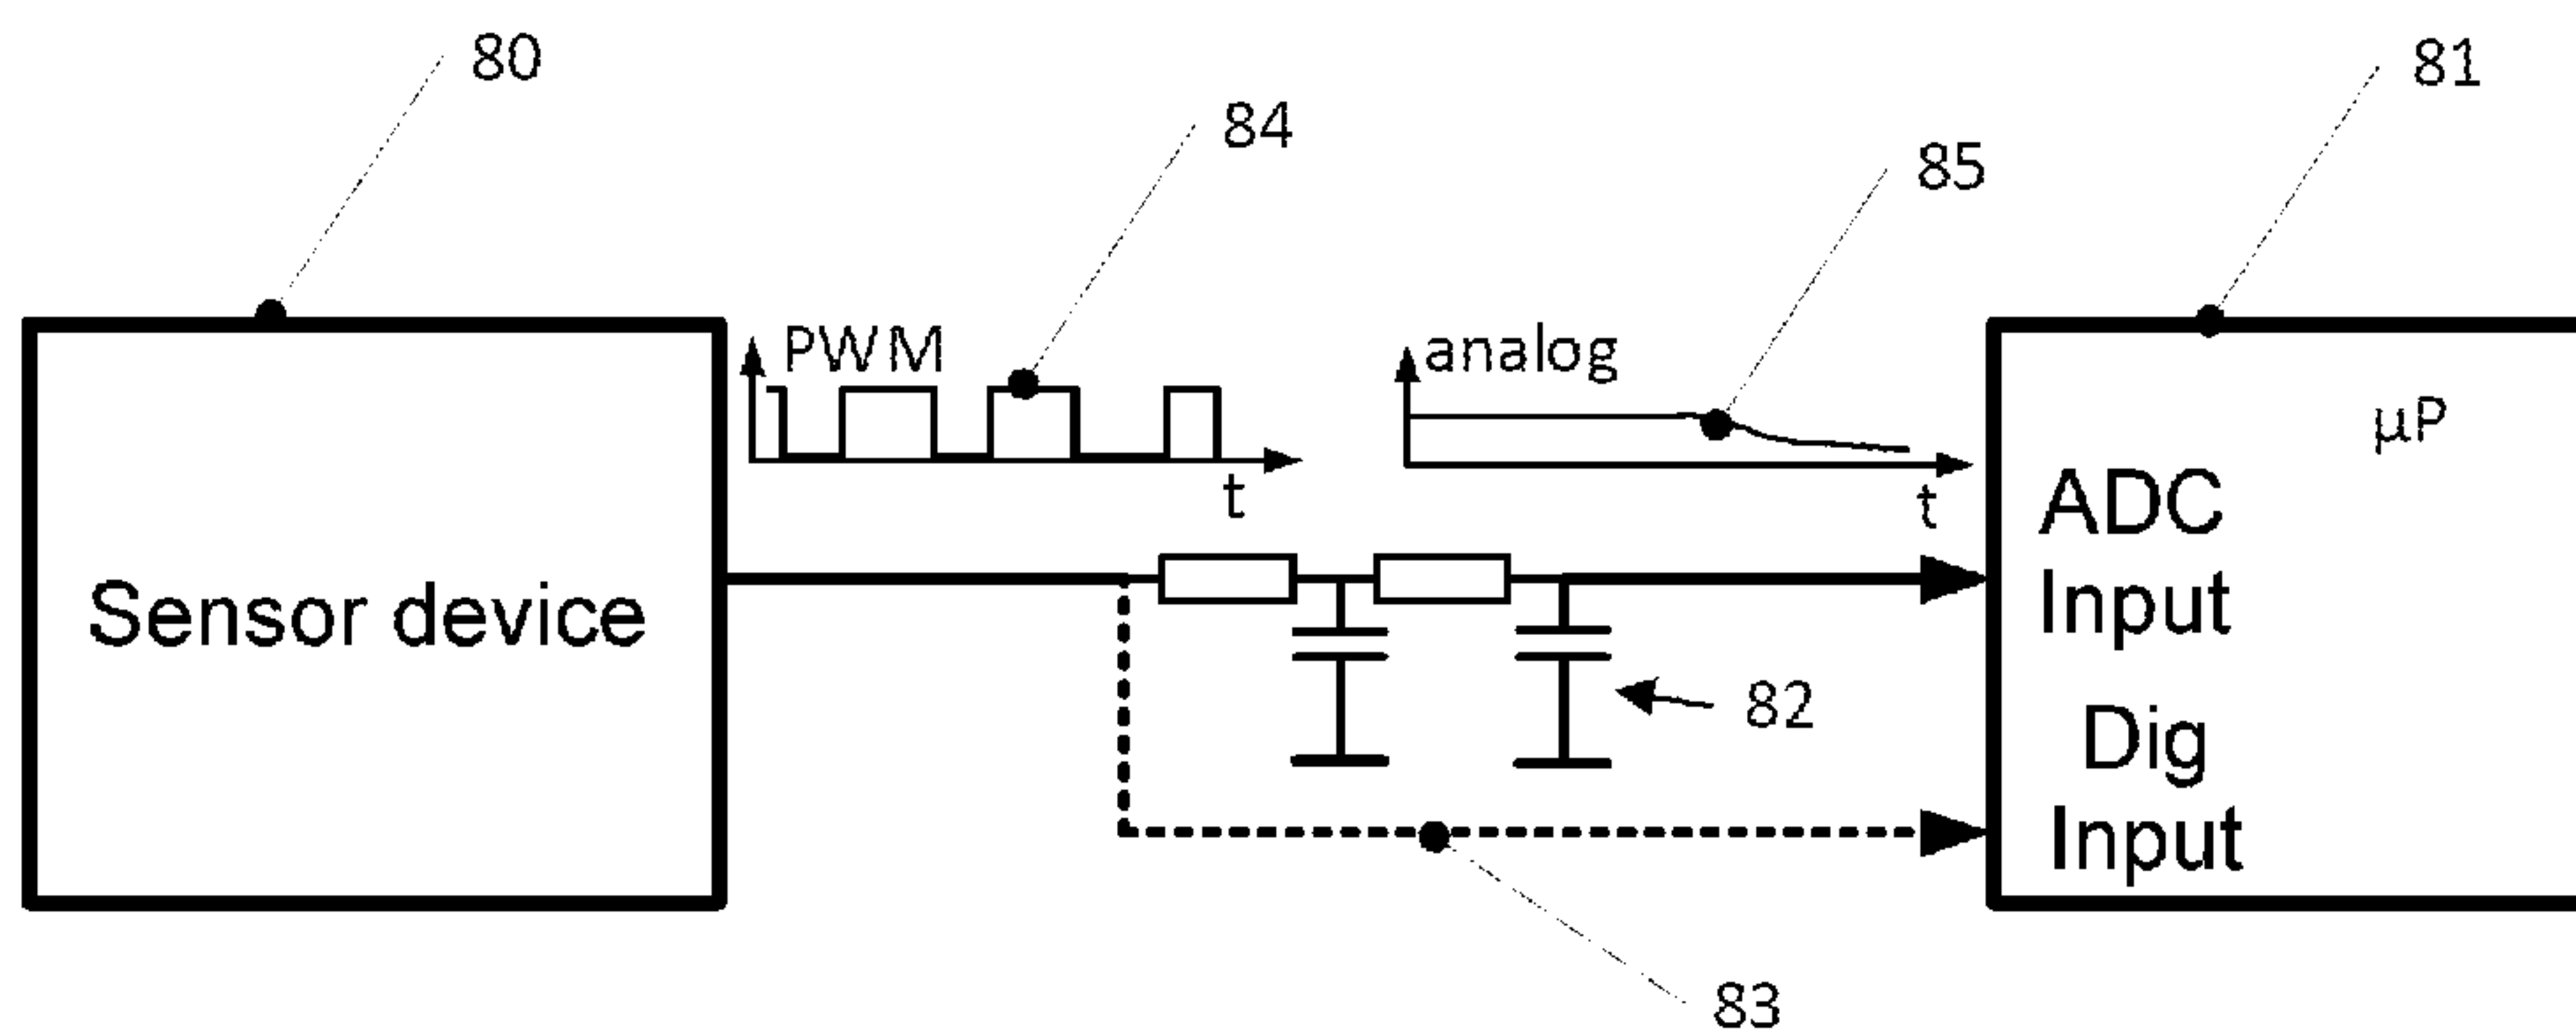 80
84
85
81
PWM
t
analog
t
µP
Sensor device
ADC
Input
82
Dig
Input
83